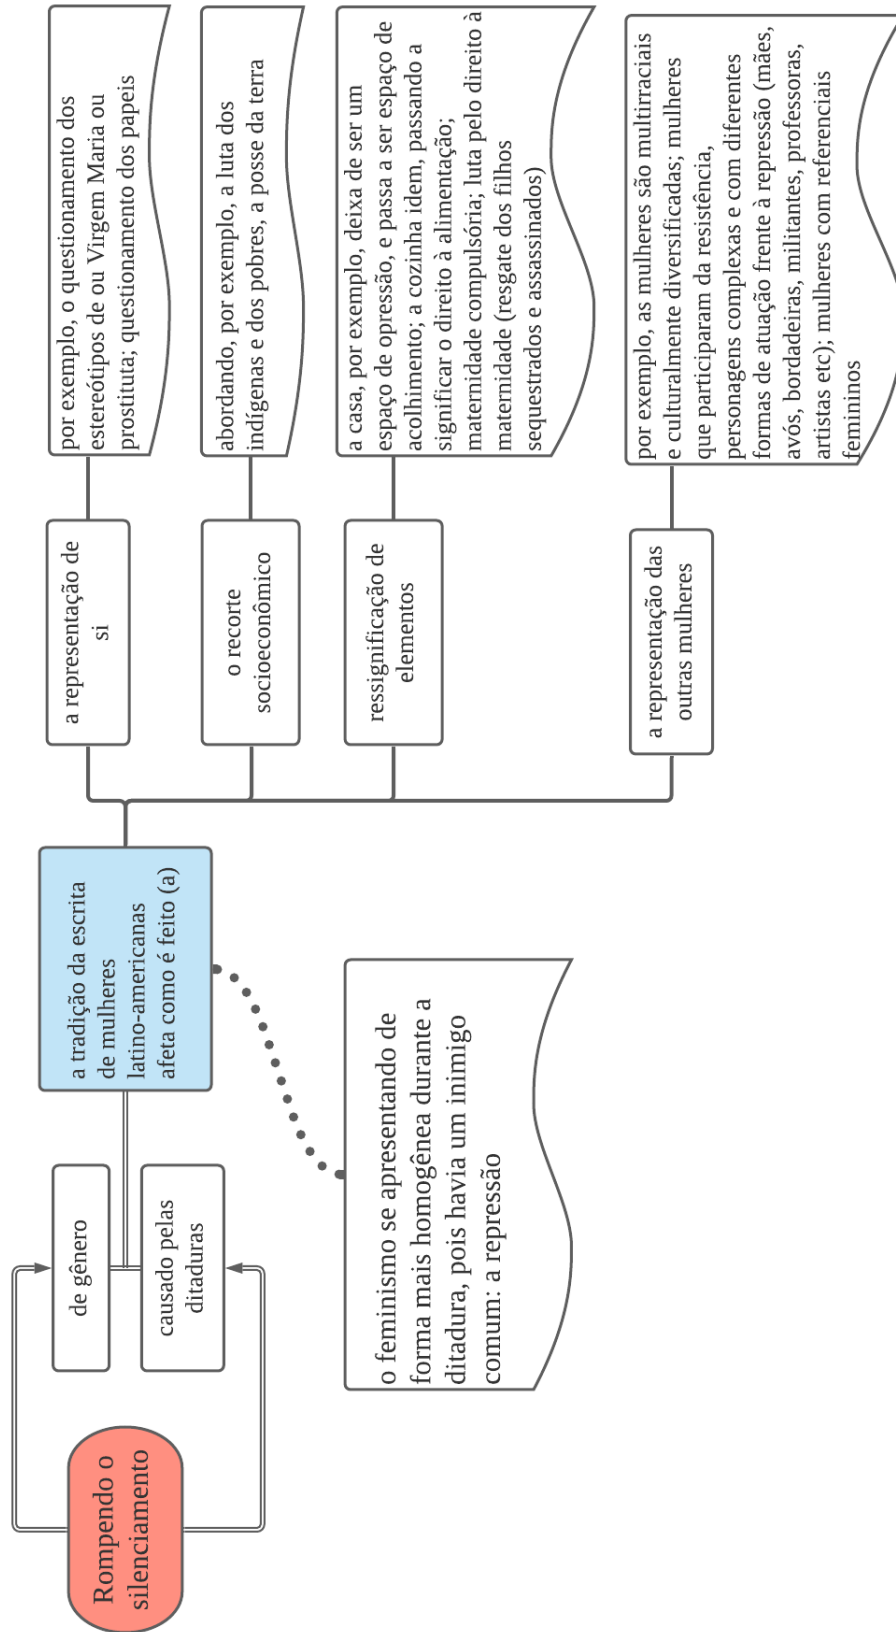 Rompendo o
silenciamento
de gênero
causado pelas
ditaduras
a tradição da escrita
de mulheres
latino-americanas
afeta como é feito (a)
o feminismo se apresentando de
forma mais homogênea durante a
ditadura, pois havia um inimigo
comum: a repressão
a representação de
si
por exemplo, o questionamento dos
estereótipos de ou Virgem Maria ou
prostituta; questionamento dos papeis
o recorte
socioeconômico
abordando, por exemplo, a luta dos
indígenas e dos pobres, a posse da terra
ressignificação de
elementos
a casa, por exemplo, deixa de ser um
espaço de opressão, e passa a ser espaço de
acolhimento; a cozinha idem, passando a
significar o direito à alimentação;
maternidade compulsória; luta pelo direito à
maternidade (resgate dos filhos
sequestrados e assassinados)
a representação das
outras mulheres
por exemplo, as mulheres são multirraciais
e culturalmente diversificadas; mulheres
que participaram da resistência,
personagens complexas e com diferentes
formas de atuação frente à repressão (mães,
avós, bordadeiras, militantes, professoras,
artistas etc); mulheres com referenciais
femininos